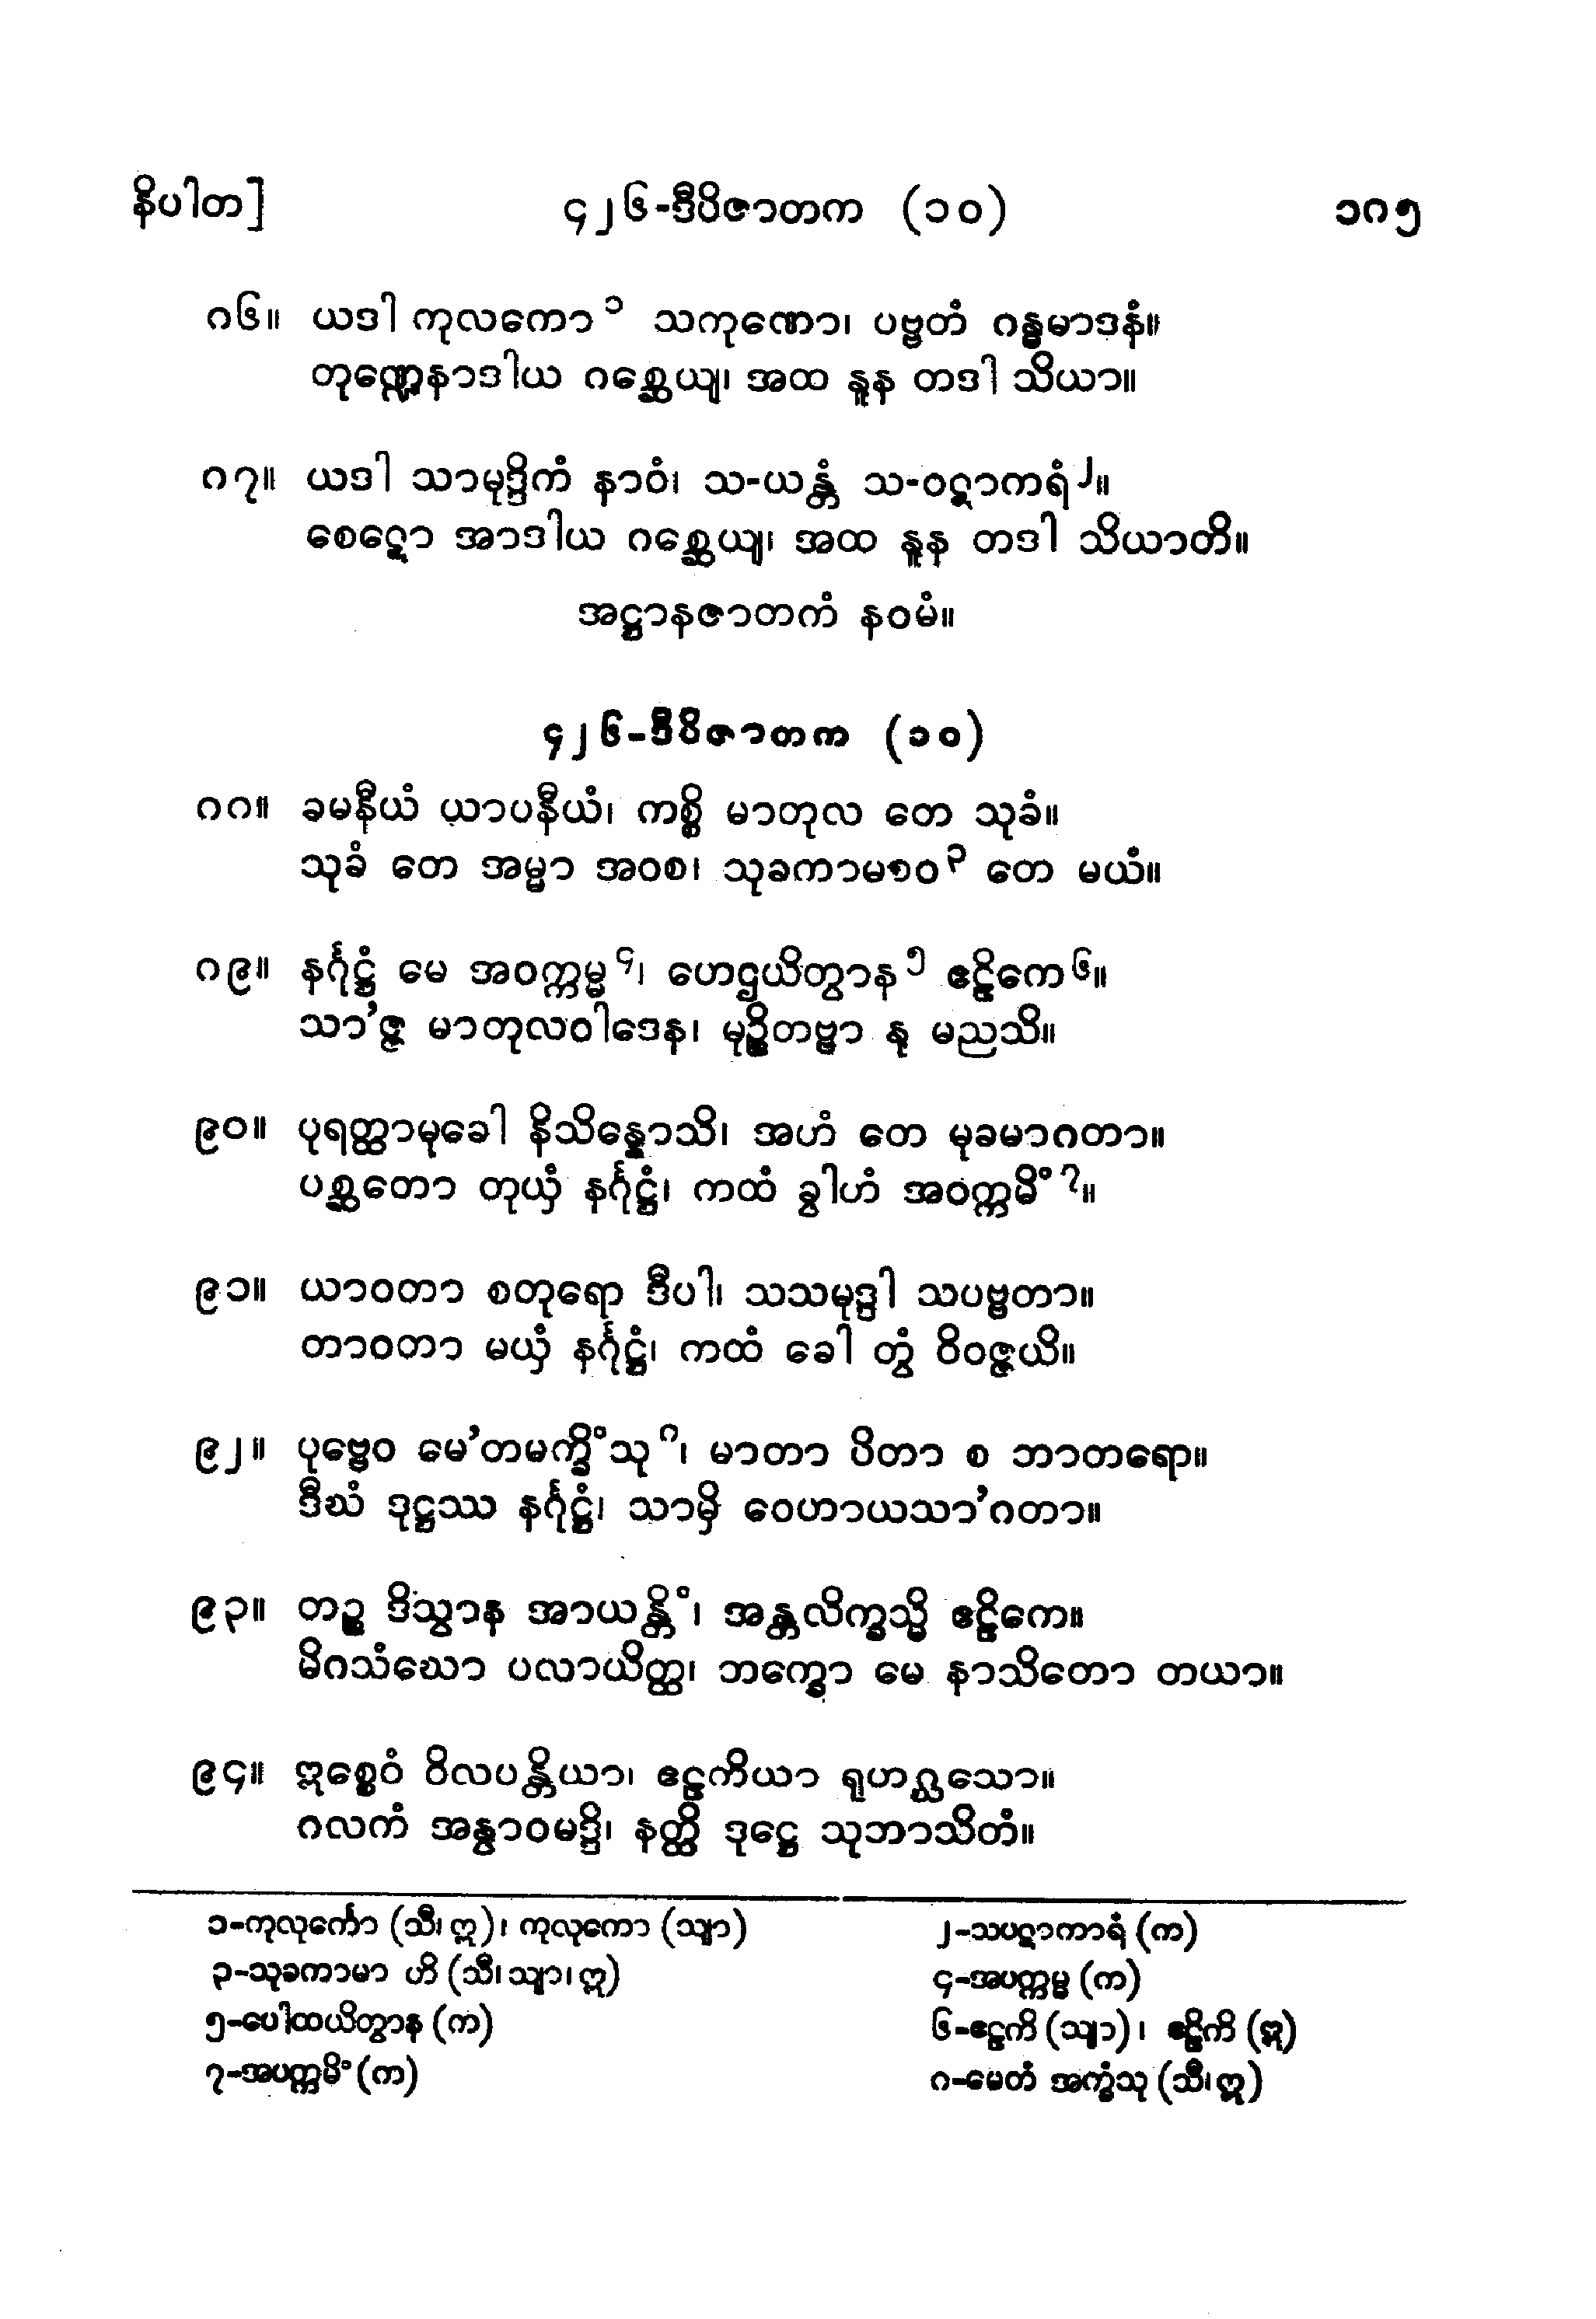 နိပါတ]
၄၂၆-ဒီပိဇာတက (၁၀)
၁၈၅
၈၆။ ယဒါ ကုလကော ၁ သကုဏော၊ ပဗ္ဗတံ ဂန္ဓမာဒနံ။
တုဏ္ဍေနာဒါယ ဂစ္ဆေယျ၊ အထ နူန တဒါ သိယာ။
၈၇။ ယဒါ သာမုဒ္ဒိကံ နာဝံ၊ သ-ယန္တံ သ-ဝဋာကရံ ၂။
စေဋော အာဒါယ ဂစ္ဆေယျ၊ အထ နူန တဒါ သိယာတိ။
အဋ္ဌာနဇာတကံ နဝမံ။
၄၂၆-ဒီပိဇာတက (၁၀)
၈၈။ ခမနီယံ ယာပနီယံ၊ ကစ္စိ မာတုလ တေ သုခံ။
သုခံ တေ အမ္မာ အဝစ၊ သုခကာမာဝ ၃ တေ မယံ။
၈၉။ နင်္ဂုဋ္ဌံ မေ အဝက္ကမ္မ ၄၊ ဟေဌယိတွာန ၅ ဧဠိကေ ၆။
သာ'ဇ္ဇ မာတုလဝါဒေန၊ မုဉ္စိတဗ္ဗာ နု မညသိ။
၉၀။ ပုရတ္ထာမုခေါ နိသိန္နောသိ၊ အဟံ တေ မုခမာဂတာ။
ပစ္ဆတော တုယှံ နင်္ဂုဋ္ဌံ၊ ကထံ ခွါဟံ အဝက္ကမိံ ၇။
၉၁။ ယာဝတာ စတုရော ဒီပါ၊ သသမုဒ္ဒါ သပဗ္ဗတာ။
တာဝတာ မယှံ နင်္ဂုဋ္ဌံ၊ ကထံ ခေါ တွံ ဝိဝဇ္ဇယိ။
၉၂။ ပုဗ္ဗေဝ မေ'တမက္ခိံသု ၈၊ မာတာ ပိတာ စ ဘာတရော။
ဒီဃံ ဒုဋ္ဌဿ နင်္ဂုဋ္ဌံ၊ သာမှိ ဝေဟာယသာ'ဂတာ။
၉၃။ တဉ္စ ဒိသွာန အာယန္တိံ၊ အန္တလိက္ခသ္မိ ဧဠိကေ။
မိဂသံဃော ပလာယိတ္ထ၊ ဘက္ခော မေ နာသိတော တယာ။
၉၄။ ဣစ္စေဝံ ဝိလပန္တိယာ၊ ဧဠကိယာ ရုဟဂ္ဃသော။
ဂလကံ အန္ဝာဝမဒ္ဒိ၊ နတ္ထိ ဒုဋ္ဌေ သုဘာသိတံ။
၁-ကုလုင်္ကော (သီ၊ ဣ)၊ ကုလုကော (သျာ)
၂-သပဋာကာရံ (က)
၃-သုခကာမာ ဟိ (သီ၊ သျာ၊ ဣ)
၄-အပက္ကမ္မ (က)
၅-ပေါထယိတွာန (က)
၆-ဧဠကိ (သျာ)၊ ဧဠိကိ (ဣ)
၇-အပက္ကမိံ (က)
၈-မေတံ အက္ခံသု (သီ၊ ဣ)